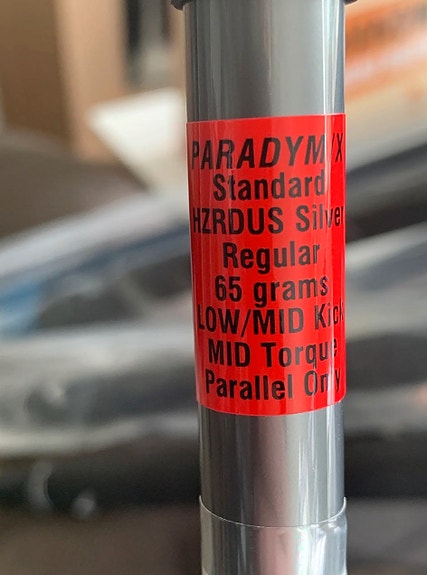 PARADYM/X
Standard
HZRDUS Silver
Regular
65 grams
LOW/MID Kick
MID Torque
Parallel Only